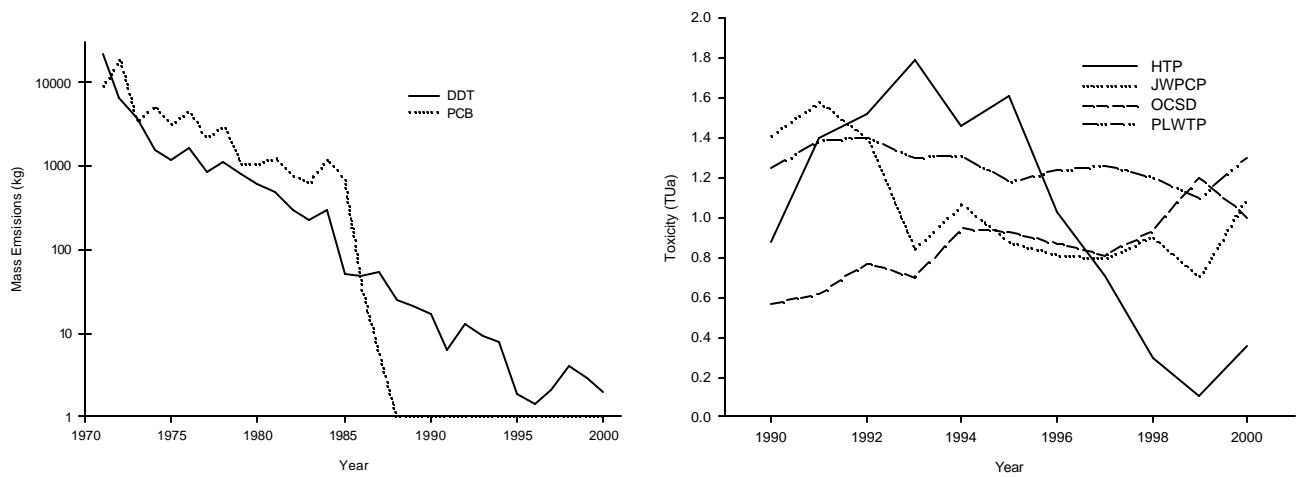 10000
1000
100
10
1
Mass Emsisions (kg)
1970
1975
1980
1985
1990
1995
2000
Year
DDT
PCB
2.0
1.8
1.6
1.4
1.2
1.0
0.8
0.6
0.4
0.2
0.0
Toxicity (TUa)
1990
1992
1994
1996
1998
2000
Year
HTP
JWPCP
OCSD
PLWTP